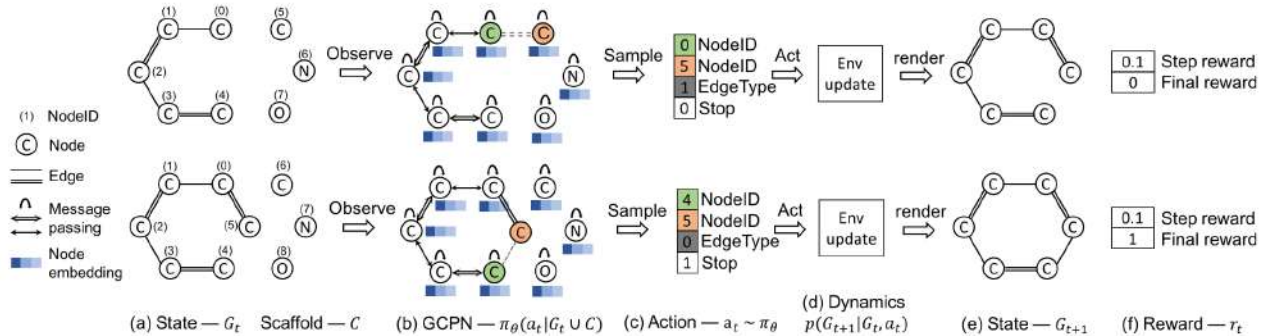 (1) (0) (5)
C C C
Observe
C (2)
(6)
N
(3) (4) (7)
C C O
C C C
C N
C C O
Sample
0 NodeID
5 NodeID
1 EdgeType
0 Stop
Act
Env
update
render
C C
C C
C C
0.1 Step reward
0 Final reward
(1) NodeID
C Node
Edge
Message
passing
Node
embedding
(1) (0) (6)
C C C
Observe
C (2) (5) C
(7)
N
(3) (4) (8)
C C O
C C C
C C N
C C O
Sample
4 NodeID
5 NodeID
0 EdgeType
1 Stop
Act
Env
update
render
C C
C C
C C
0.1 Step reward
1 Final reward
(a) State — G_t Scaffold — C
(b) GCPN — π_θ(a_t|G_t ∪ C)
(c) Action — a_t ~ π_θ
(d) Dynamics
p(G_{t+1}|G_t, a_t)
(e) State — G_{t+1}
(f) Reward — r_t